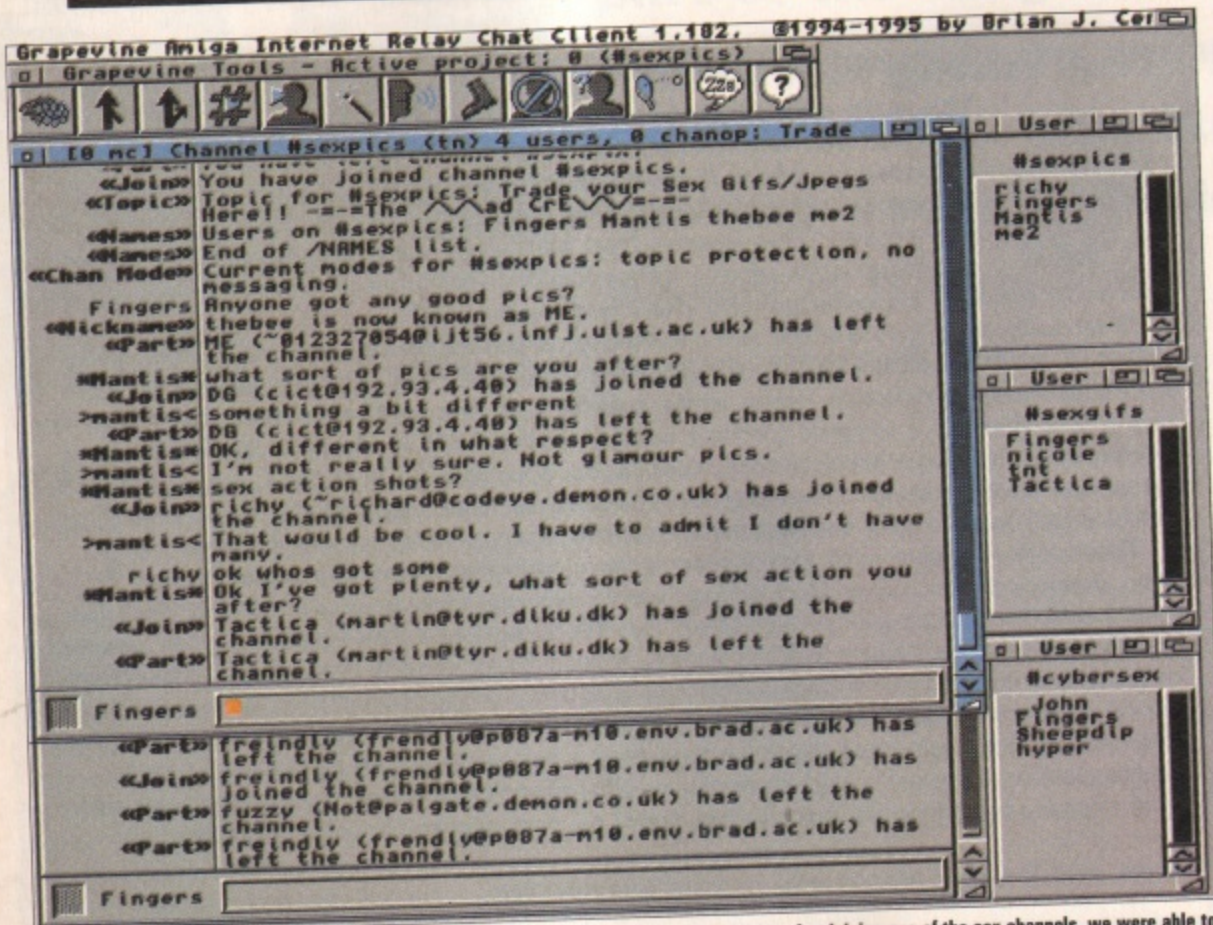 Grapevine Amiga Internet Relay Chat Client 1.182. ©1994-1995 by Brian J. Cer
Grapevine Tools - Active project: 0 (#sexpics)
#
Zzz
?
[0 mc] Channel #sexpics (tn) 4 users, 0 chanop: Trade
«Join» You have joined channel #sexpics.
«Topic» Topic for #sexpics: Trade your Sex Gifs/Jpegs
Here!! -=-=The /\/\ad CrE\/\/=-=-
«Names» Users on #sexpics: Fingers Mantis thebee me2
«Names» End of /NAMES list.
«Chan Mode» Current modes for #sexpics: topic protection, no
messaging.
Fingers Anyone got any good pics?
«Nickname» thebee is now known as ME.
«Part» ME (~01232705400ijt56.infj.ulst.ac.uk) has left
the channel.
*Mantis* what sort of pics are you after?
«Join» DG (cict@192.93.4.40) has joined the channel.
>mantis< something a bit different
«Part» DG (cict@192.93.4.40) has left the channel.
*Mantis* OK, different in what respect?
>mantis< I'm not really sure. Not glamour pics.
*Mantis* sex action shots?
«Join» richy (~richard@codeye.demon.co.uk) has joined
the channel.
>mantis< That would be cool. I have to admit I don't have
many.
richy ok whos got some
*Mantis* Ok I've got plenty, what sort of sex action you
after?
«Join» Tactica (martin@tyr.diku.dk) has joined the
channel.
«Part» Tactica (martin@tyr.diku.dk) has left the
channel.
Fingers
«Part» freindly (frendly@p087a-m10.env.brad.ac.uk) has
left the channel.
«Join» freindly (frendly@p087a-m10.env.brad.ac.uk) has
joined the channel.
«Part» fuzzy (Not@palgate.demon.co.uk) has left the
channel.
«Part» freindly (frendly@p087a-m10.env.brad.ac.uk) has
left the channel.
Fingers
User
#sexpics
richy
Fingers
Mantis
me2
User
#sexgifs
Fingers
nicole
tnt
Tactica
User
#cybersex
John
Fingers
Sheepdip
hyper
joining one of the sex channels, we were able to